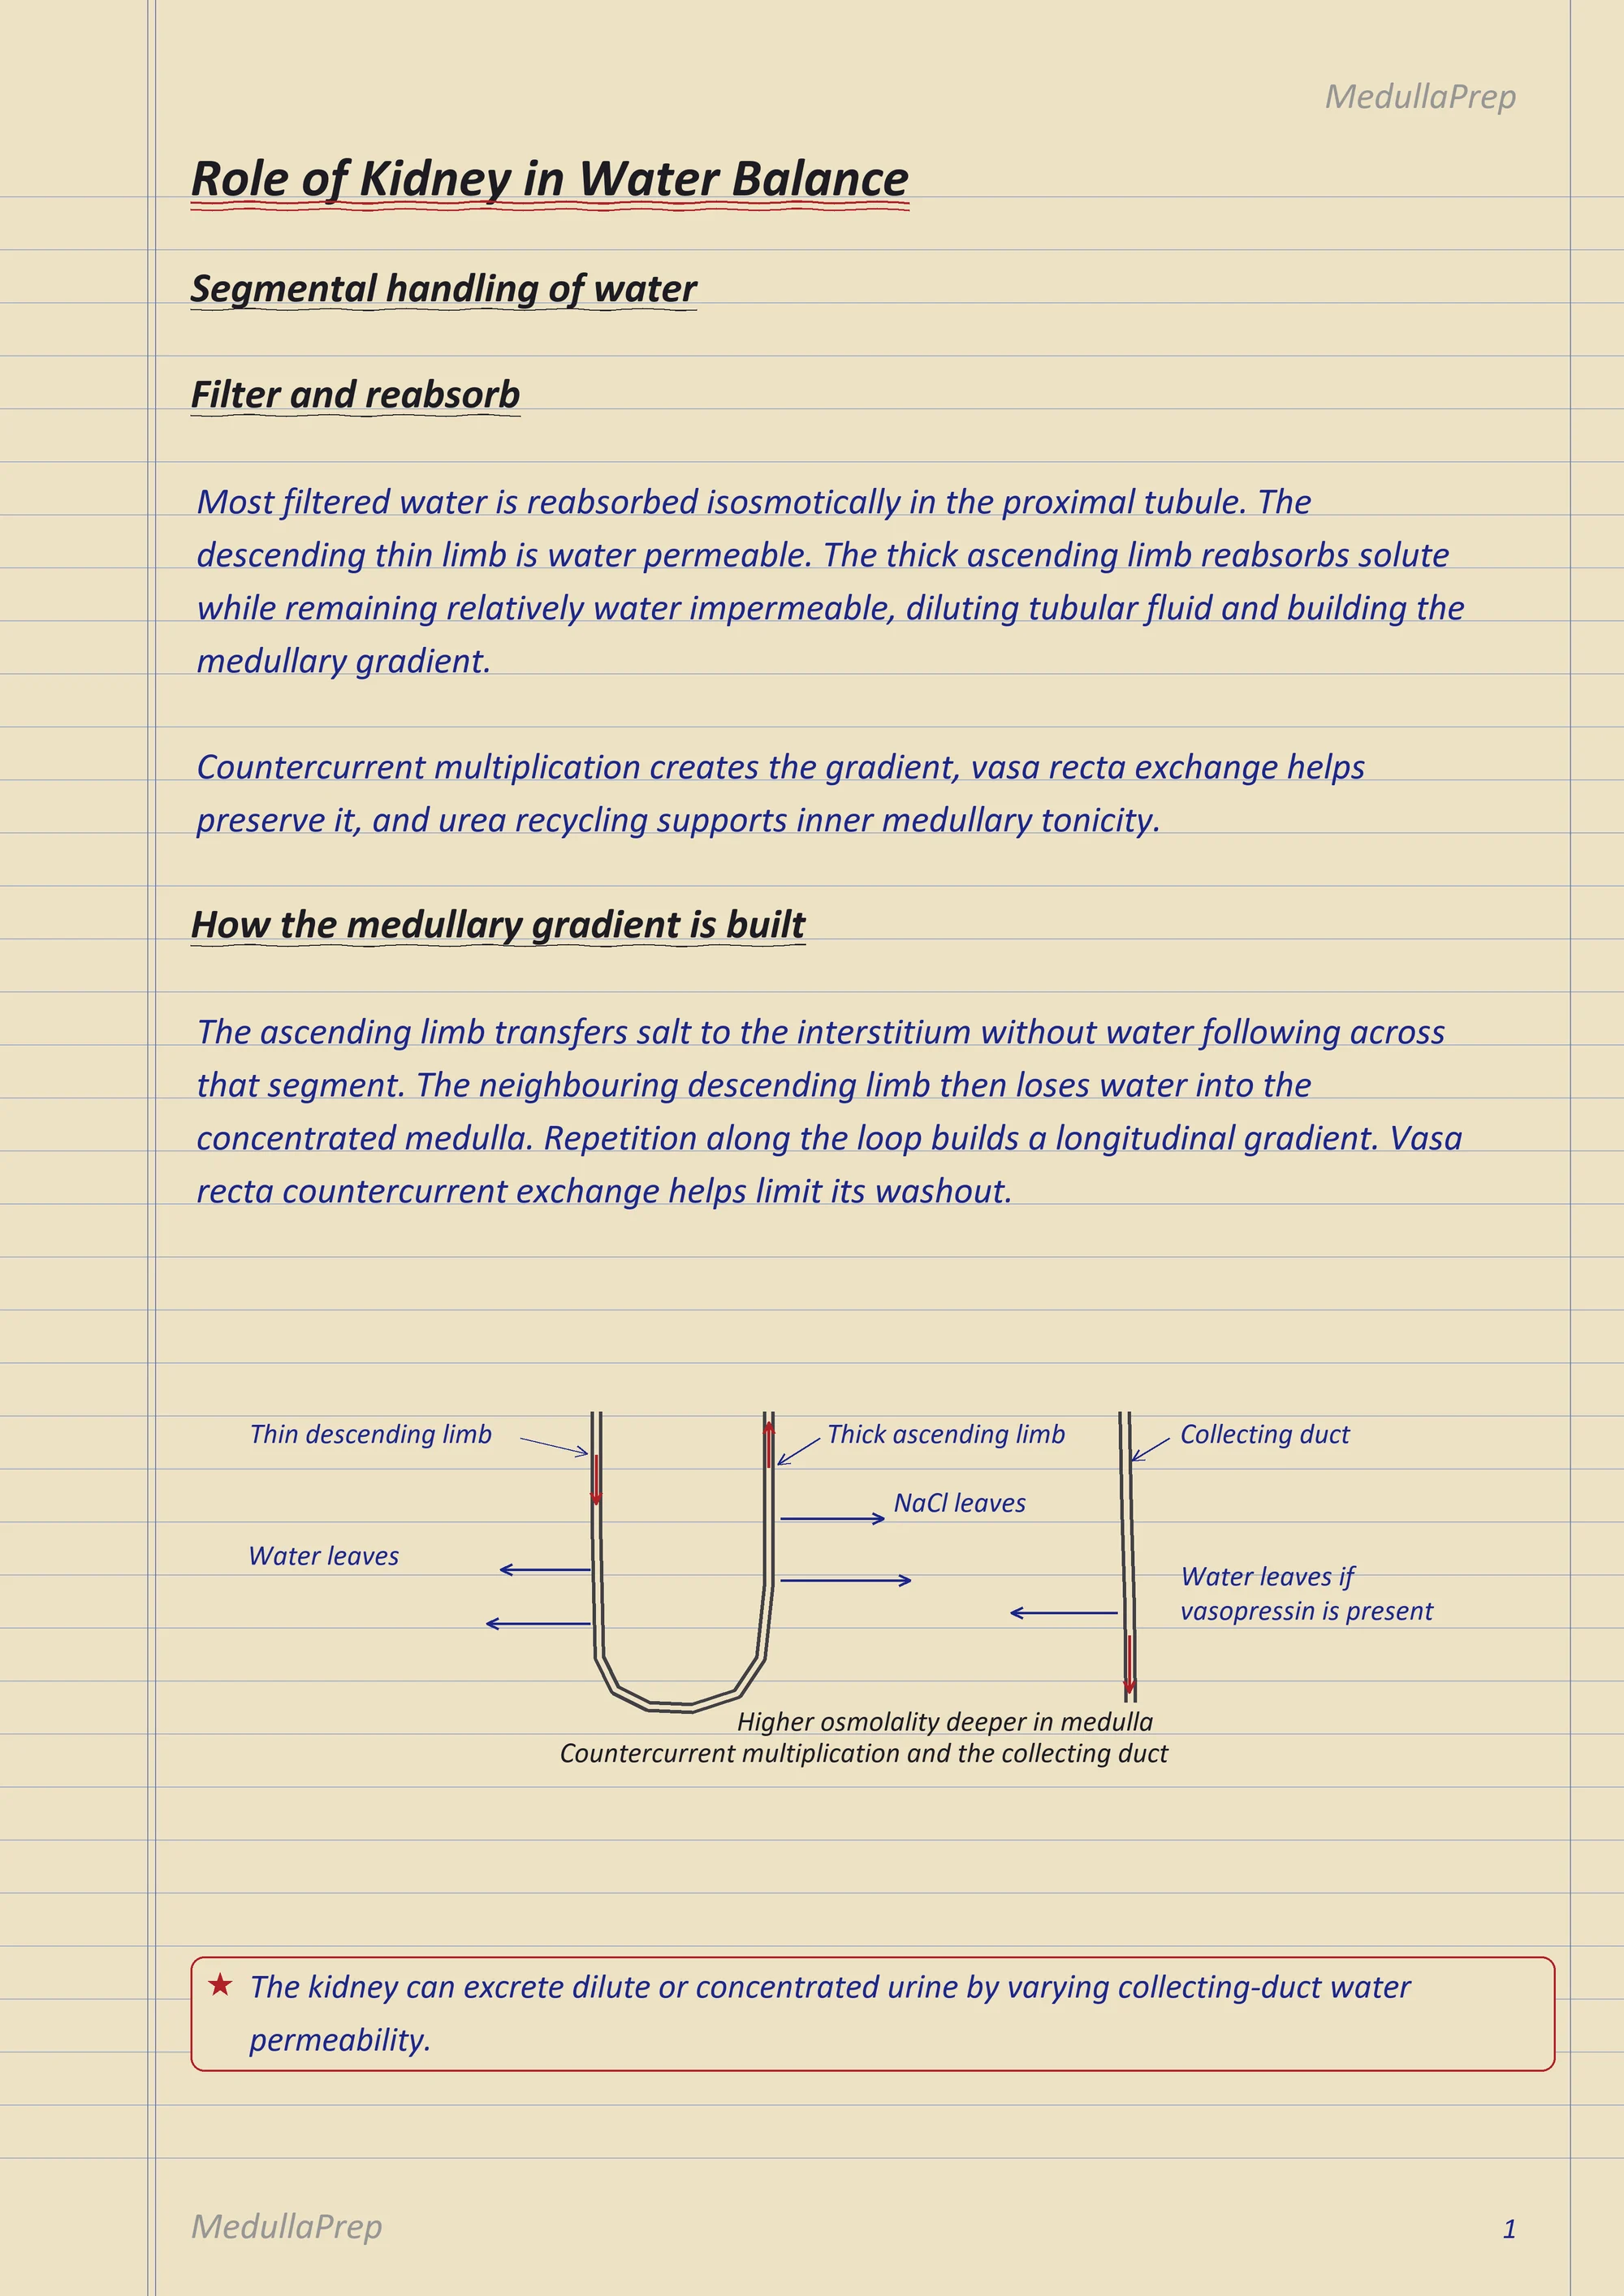 MedullaPrep
Role of Kidney in Water Balance
Segmental handling of water
Filter and reabsorb
Most filtered water is reabsorbed isosmotically in the proximal tubule. The
descending thin limb is water permeable. The thick ascending limb reabsorbs solute
while remaining relatively water impermeable, diluting tubular fluid and building the
medullary gradient.
Countercurrent multiplication creates the gradient, vasa recta exchange helps
preserve it, and urea recycling supports inner medullary tonicity.
How the medullary gradient is built
The ascending limb transfers salt to the interstitium without water following across
that segment. The neighbouring descending limb then loses water into the
concentrated medulla. Repetition along the loop builds a longitudinal gradient. Vasa
recta countercurrent exchange helps limit its washout.
Thin descending limb
Thick ascending limb
Collecting duct
NaCl leaves
Water leaves
Water leaves if
vasopressin is present
Higher osmolality deeper in medulla
Countercurrent multiplication and the collecting duct
★ The kidney can excrete dilute or concentrated urine by varying collecting-duct water
permeability.
MedullaPrep
1